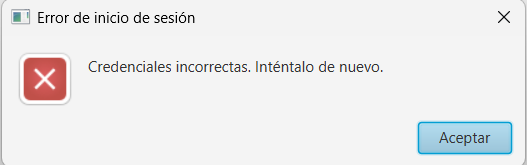 Error de inicio de sesión
Credenciales incorrectas. Inténtalo de nuevo.
Aceptar